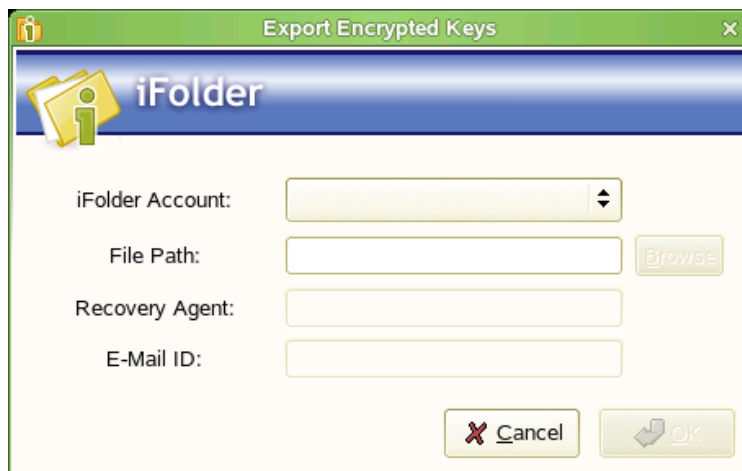 Export Encrypted Keys
iFolder
iFolder Account:
File Path:
Browse
Recovery Agent:
E-Mail ID:
Cancel
OK